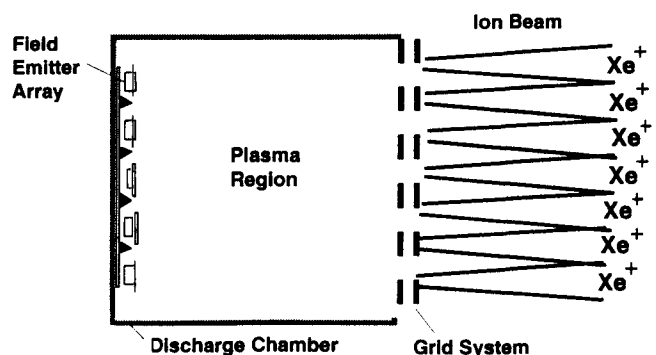 Ion Beam
Field
Emitter
Array
Plasma
Region
Xe+
Xe+
Xe+
Xe+
Xe+
Xe+
Xe+
Discharge Chamber
Grid System